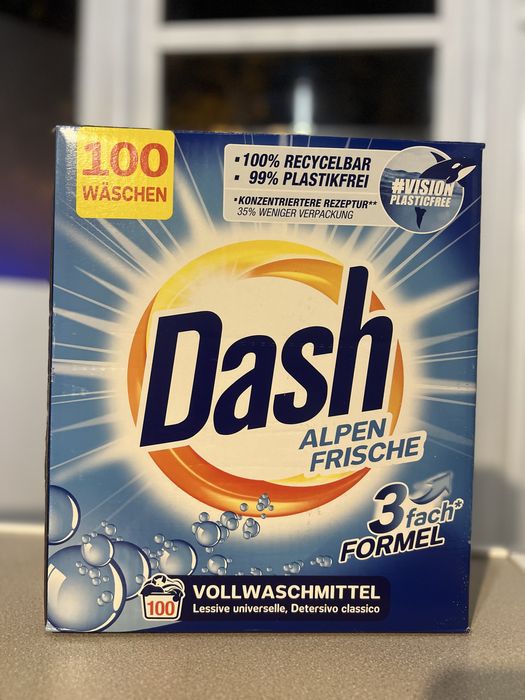 100
WÄSCHEN
• 100% RECYCELBAR
• 99% PLASTIKFREI
• KONZENTRIERTERE REZEPTUR**
35% WENIGER VERPACKUNG
#VISION
PLASTICFREE
Dash
ALPEN
FRISCHE
3fach*
FORMEL
100
VOLLWASCHMITTEL
Lessive universelle, Detersivo classico